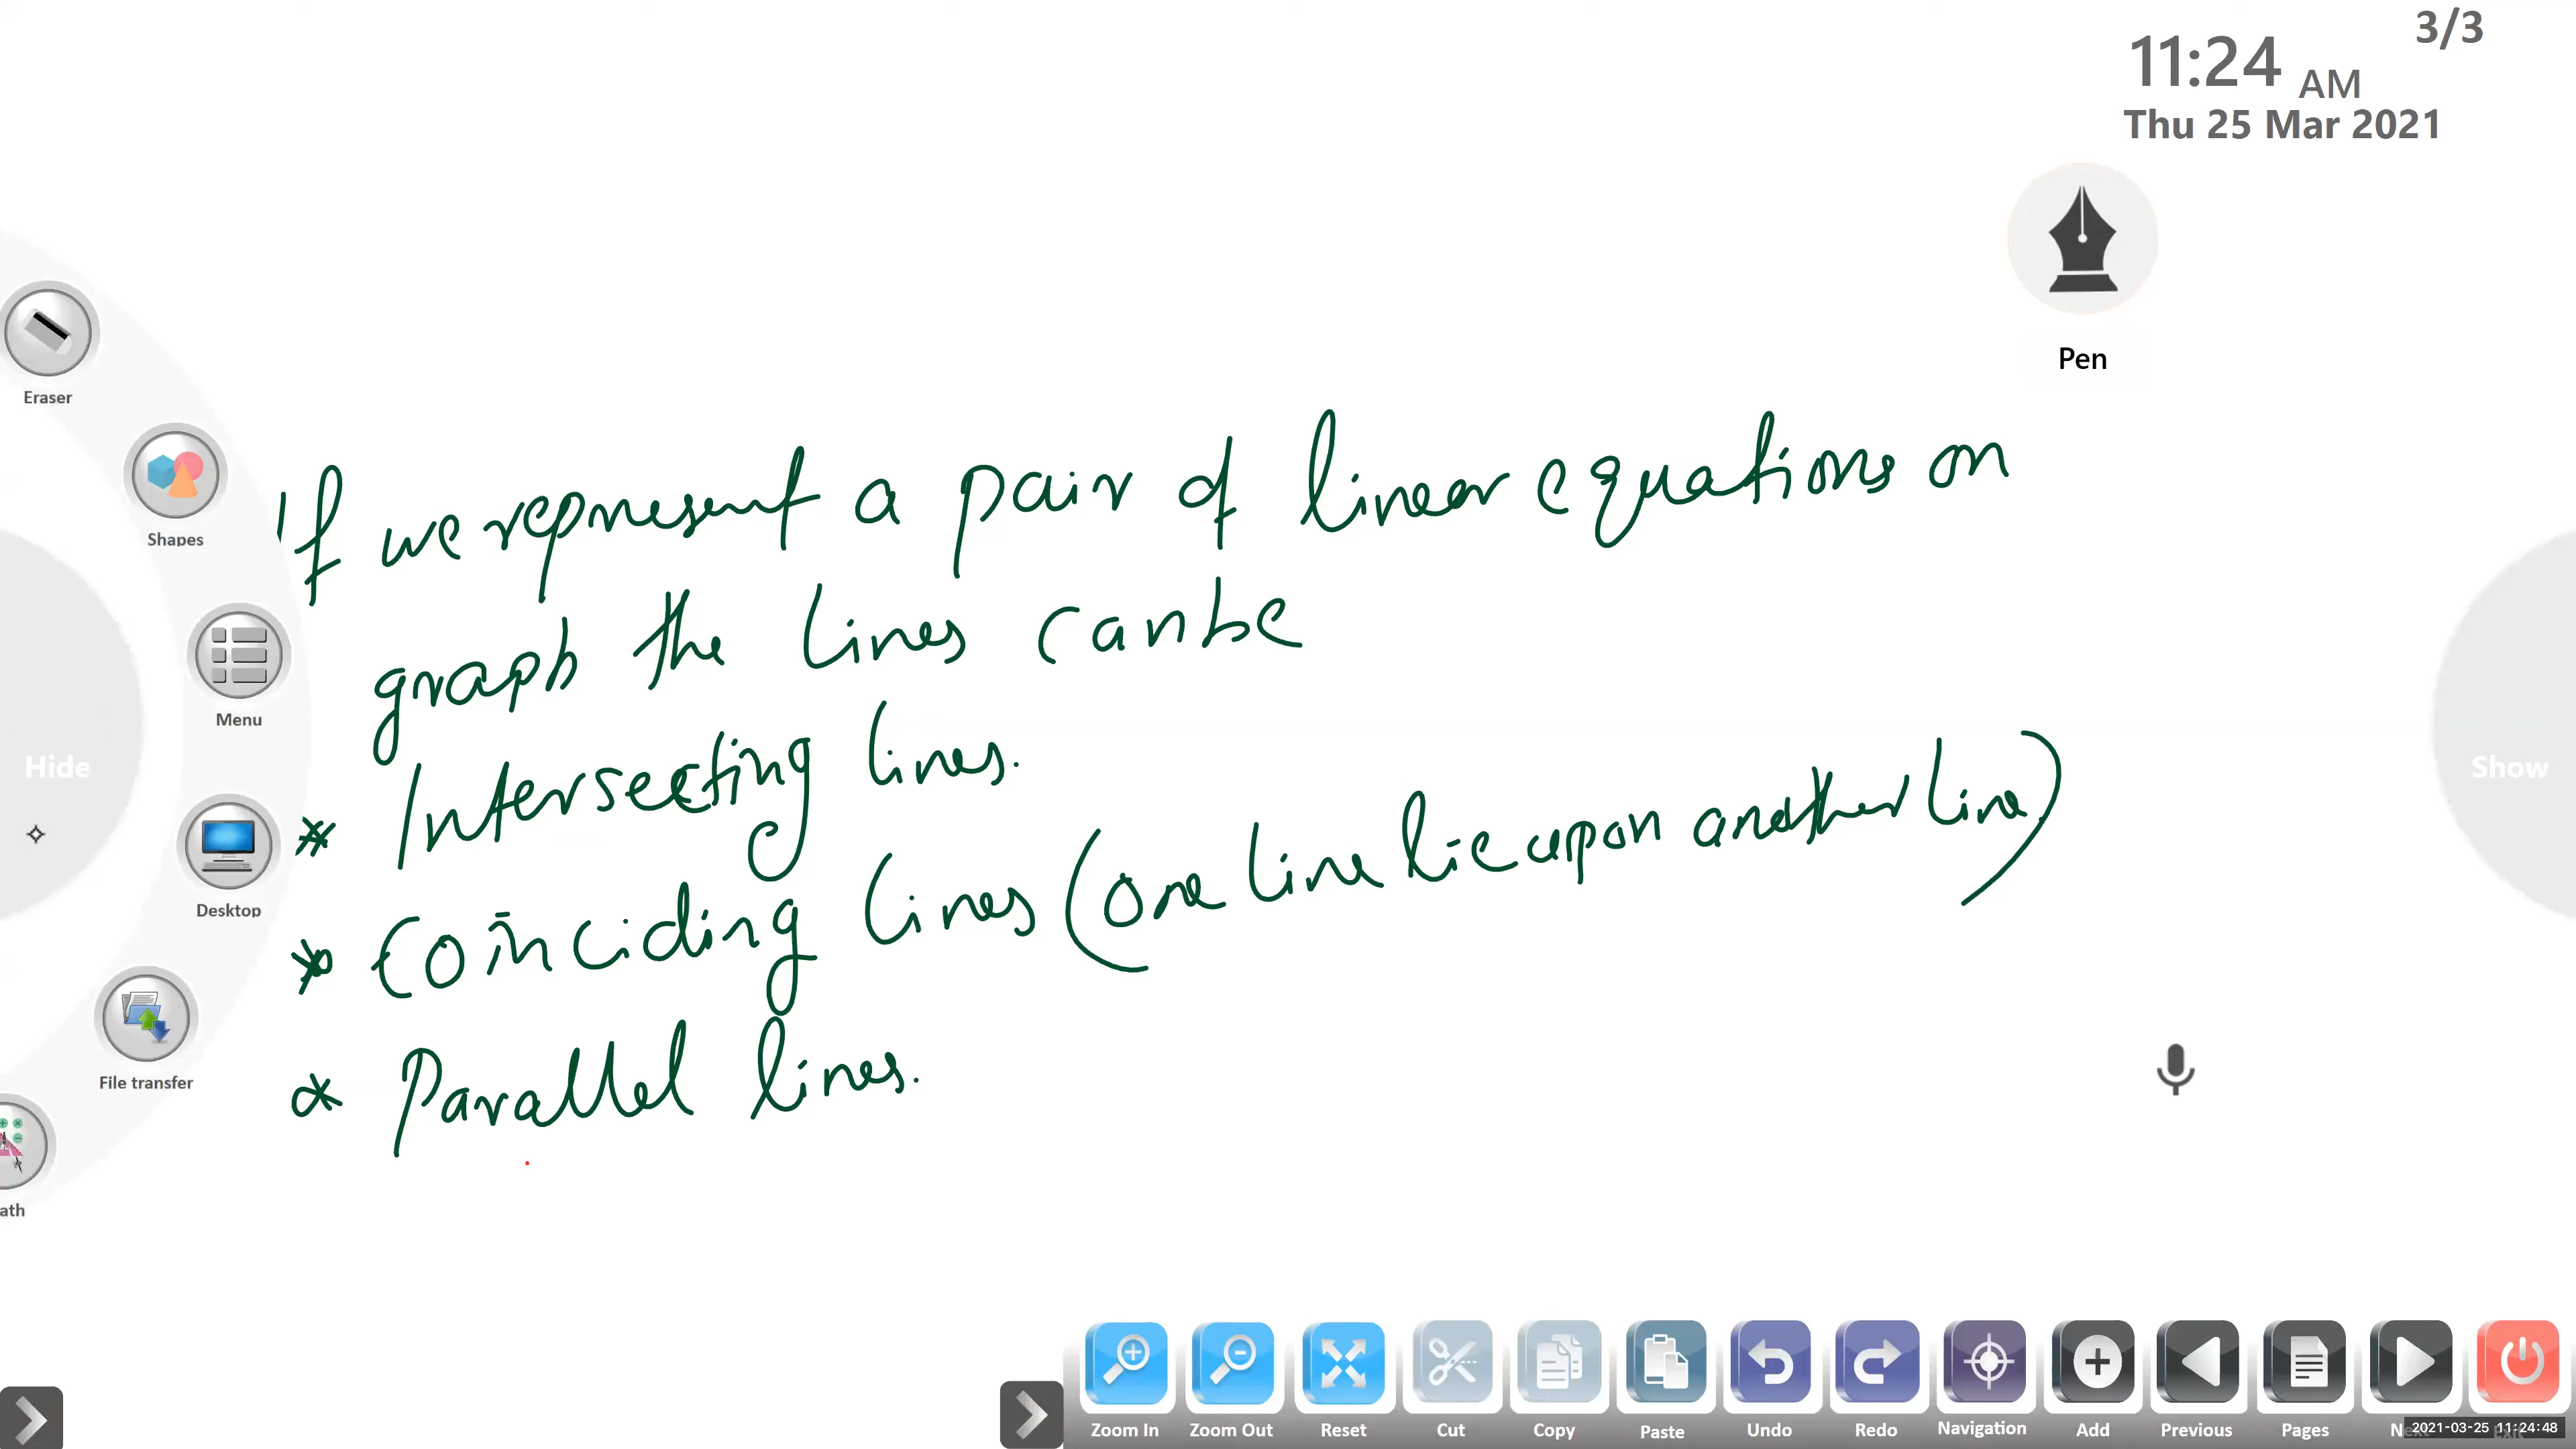 3/3
11:24 AM
Thu 25 Mar 2021
Pen
Eraser
Shapes
Menu
Hide
Show
Desktop
File transfer
ath
If we represent a pair of linear equations on
graph the lines can be
* Intersecting lines.
* Coinciding lines (one line lie upon another line)
* Parallel lines.
Zoom In Zoom Out Reset Cut Copy Paste Undo Redo Navigation Add Previous Pages
2021-03-25 11:24:48